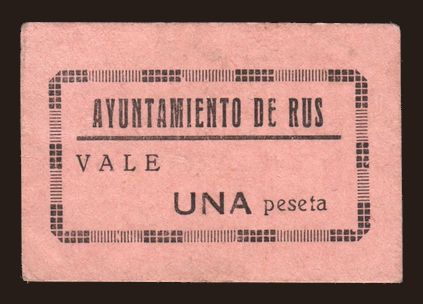 AYUNTAMIENTO DE RUS
VALE
UNA peseta